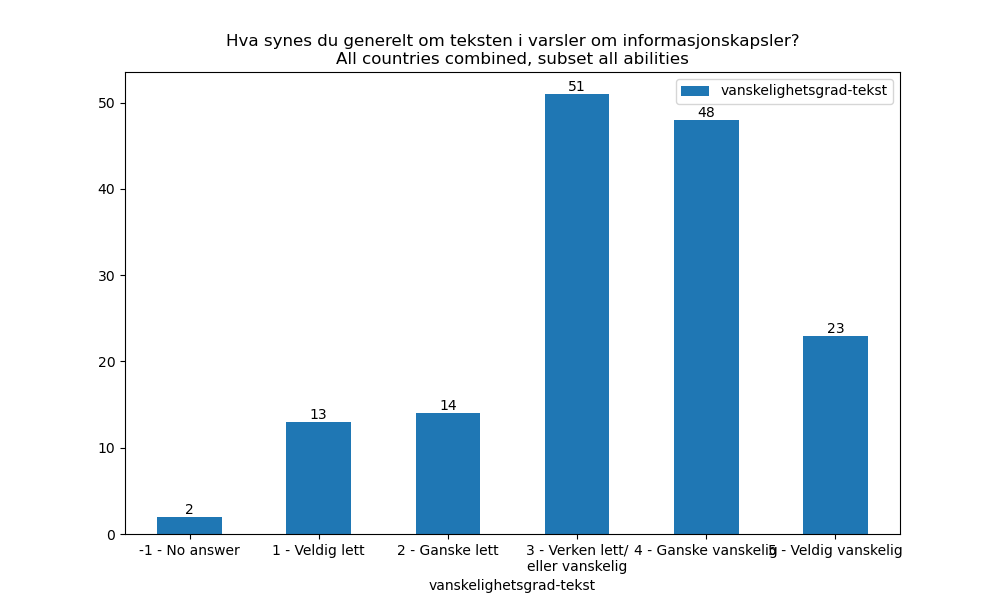 Hva synes du generelt om teksten i varsler om informasjonskapsler?
All countries combined, subset all abilities
vanskelighetsgrad-tekst
50
40
30
20
10
0
2
13
14
51
48
23
-1 - No answer
1 - Veldig lett
2 - Ganske lett
3 - Verken lett/
eller vanskelig
4 - Ganske vanskelig
5 - Veldig vanskelig
vanskelighetsgrad-tekst